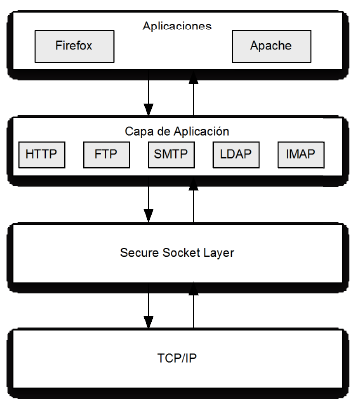 Aplicaciones
Firefox Apache
Capa de Aplicación
HTTP FTP SMTP LDAP IMAP
Secure Socket Layer
TCP/IP